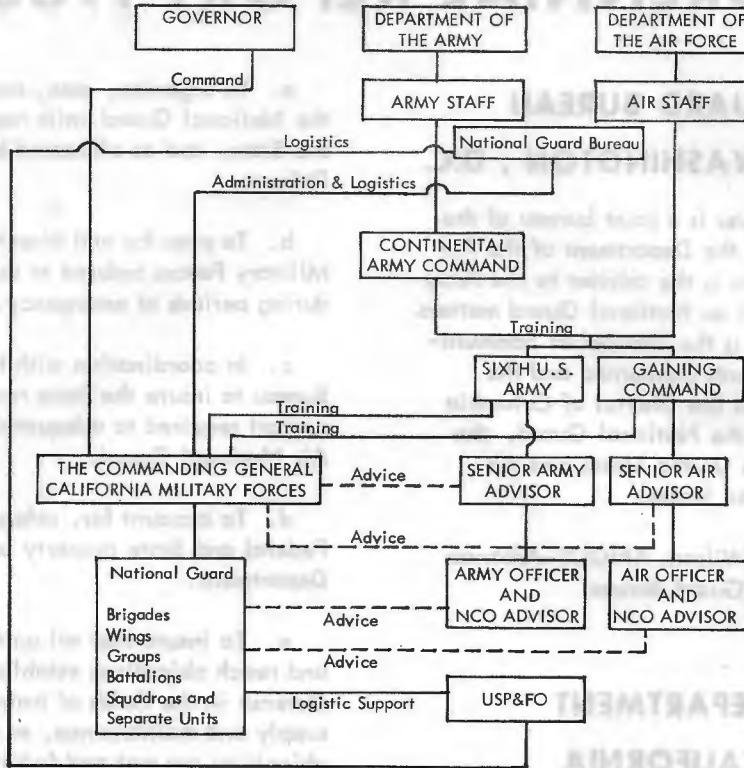 GOVERNOR
DEPARTMENT OF
THE ARMY
DEPARTMENT OF
THE AIR FORCE
Command
ARMY STAFF
AIR STAFF
Logistics
National Guard Bureau
Administration & Logistics
CONTINENTAL
ARMY COMMAND
Training
SIXTH U.S.
ARMY
GAINING
COMMAND
Training
Training
THE COMMANDING GENERAL
CALIFORNIA MILITARY FORCES
Advice
SENIOR ARMY
ADVISOR
SENIOR AIR
ADVISOR
Advice
National Guard
Brigades
Wings
Groups
Battalions
Squadrons and
Separate Units
ARMY OFFICER
AND
NCO ADVISOR
AIR OFFICER
AND
NCO ADVISOR
Advice
Advice
Logistic Support
USP&FO